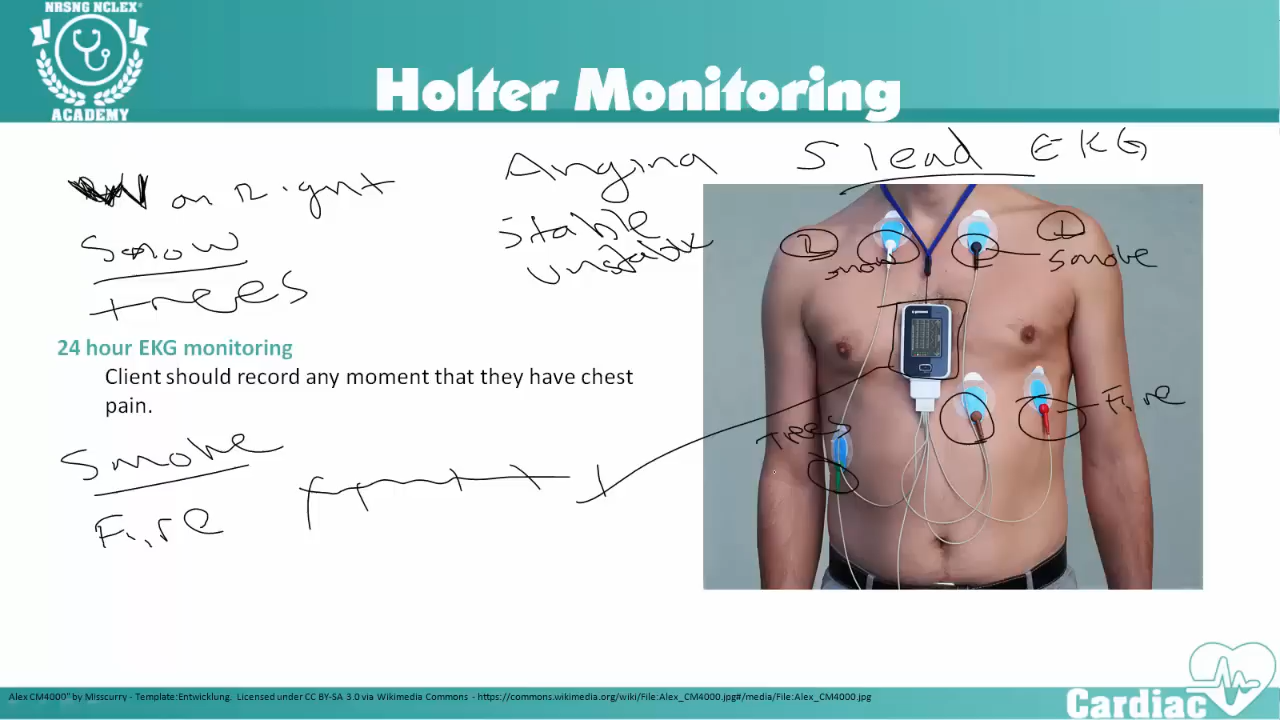 NRSNG NCLEX®
ACADEMY
Holter Monitoring
5 lead EKG
Angina
stable
unstable
on Right
Snow
trees
24 hour EKG monitoring
Client should record any moment that they have chest
pain.
Smoke
Fire
R
L
snow
Smoke
Trees
Fire
Alex CM4000" by Misscurry - Template:Entwicklung. Licensed under CC BY-SA 3.0 via Wikimedia Commons - https://commons.wikimedia.org/wiki/File:Alex_CM4000.jpg#/media/File:Alex_CM4000.jpg
Cardiac